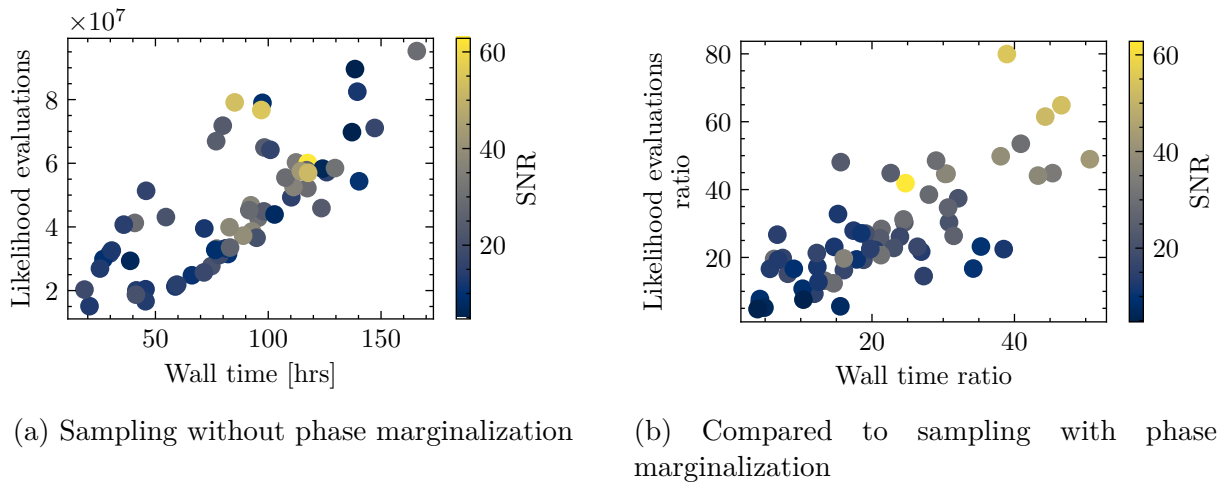 ×10⁷
Likelihood evaluations
8
6
4
2
50
100
150
Wall time [hrs]
60
40
20
SNR
(a) Sampling without phase marginalization
Likelihood evaluations
ratio
80
60
40
20
20
40
Wall time ratio
60
40
20
SNR
(b) Compared to sampling with phase
marginalization